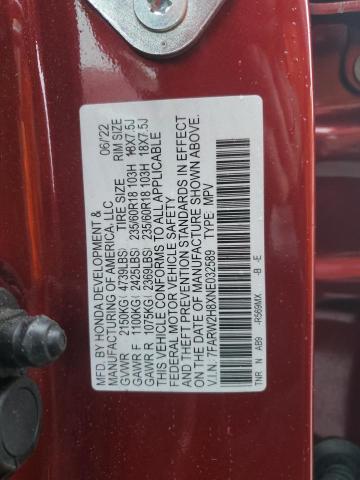 MFD. BY HONDA DEVELOPMENT & 06/'22
MANUFACTURING OF AMERICA, LLC.
TIRE SIZE RIM SIZE
GVWR 2150KG( 4739LBS)
GAWR F 1100KG( 2425LBS) 235/60R18 103H 18X7.5J
GAWR R 1075KG( 2369LBS) 235/60R18 103H 18X7.5J
THIS VEHICLE CONFORMS TO ALL APPLICABLE
FEDERAL MOTOR VEHICLE SAFETY
AND THEFT PREVENTION STANDARDS IN EFFECT
ON THE DATE OF MANUFACTURE SHOWN ABOVE.
V.I.N. 7FARW2H8XNE032589 TYPE MPV
TNR N AB9 -R569MX -B -E